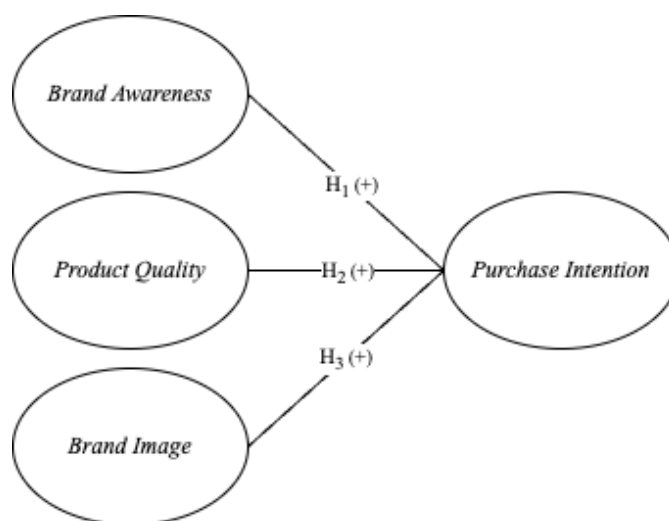 Brand Awareness
H₁ (+)
Product Quality
H₂ (+)
Purchase Intention
H₃ (+)
Brand Image